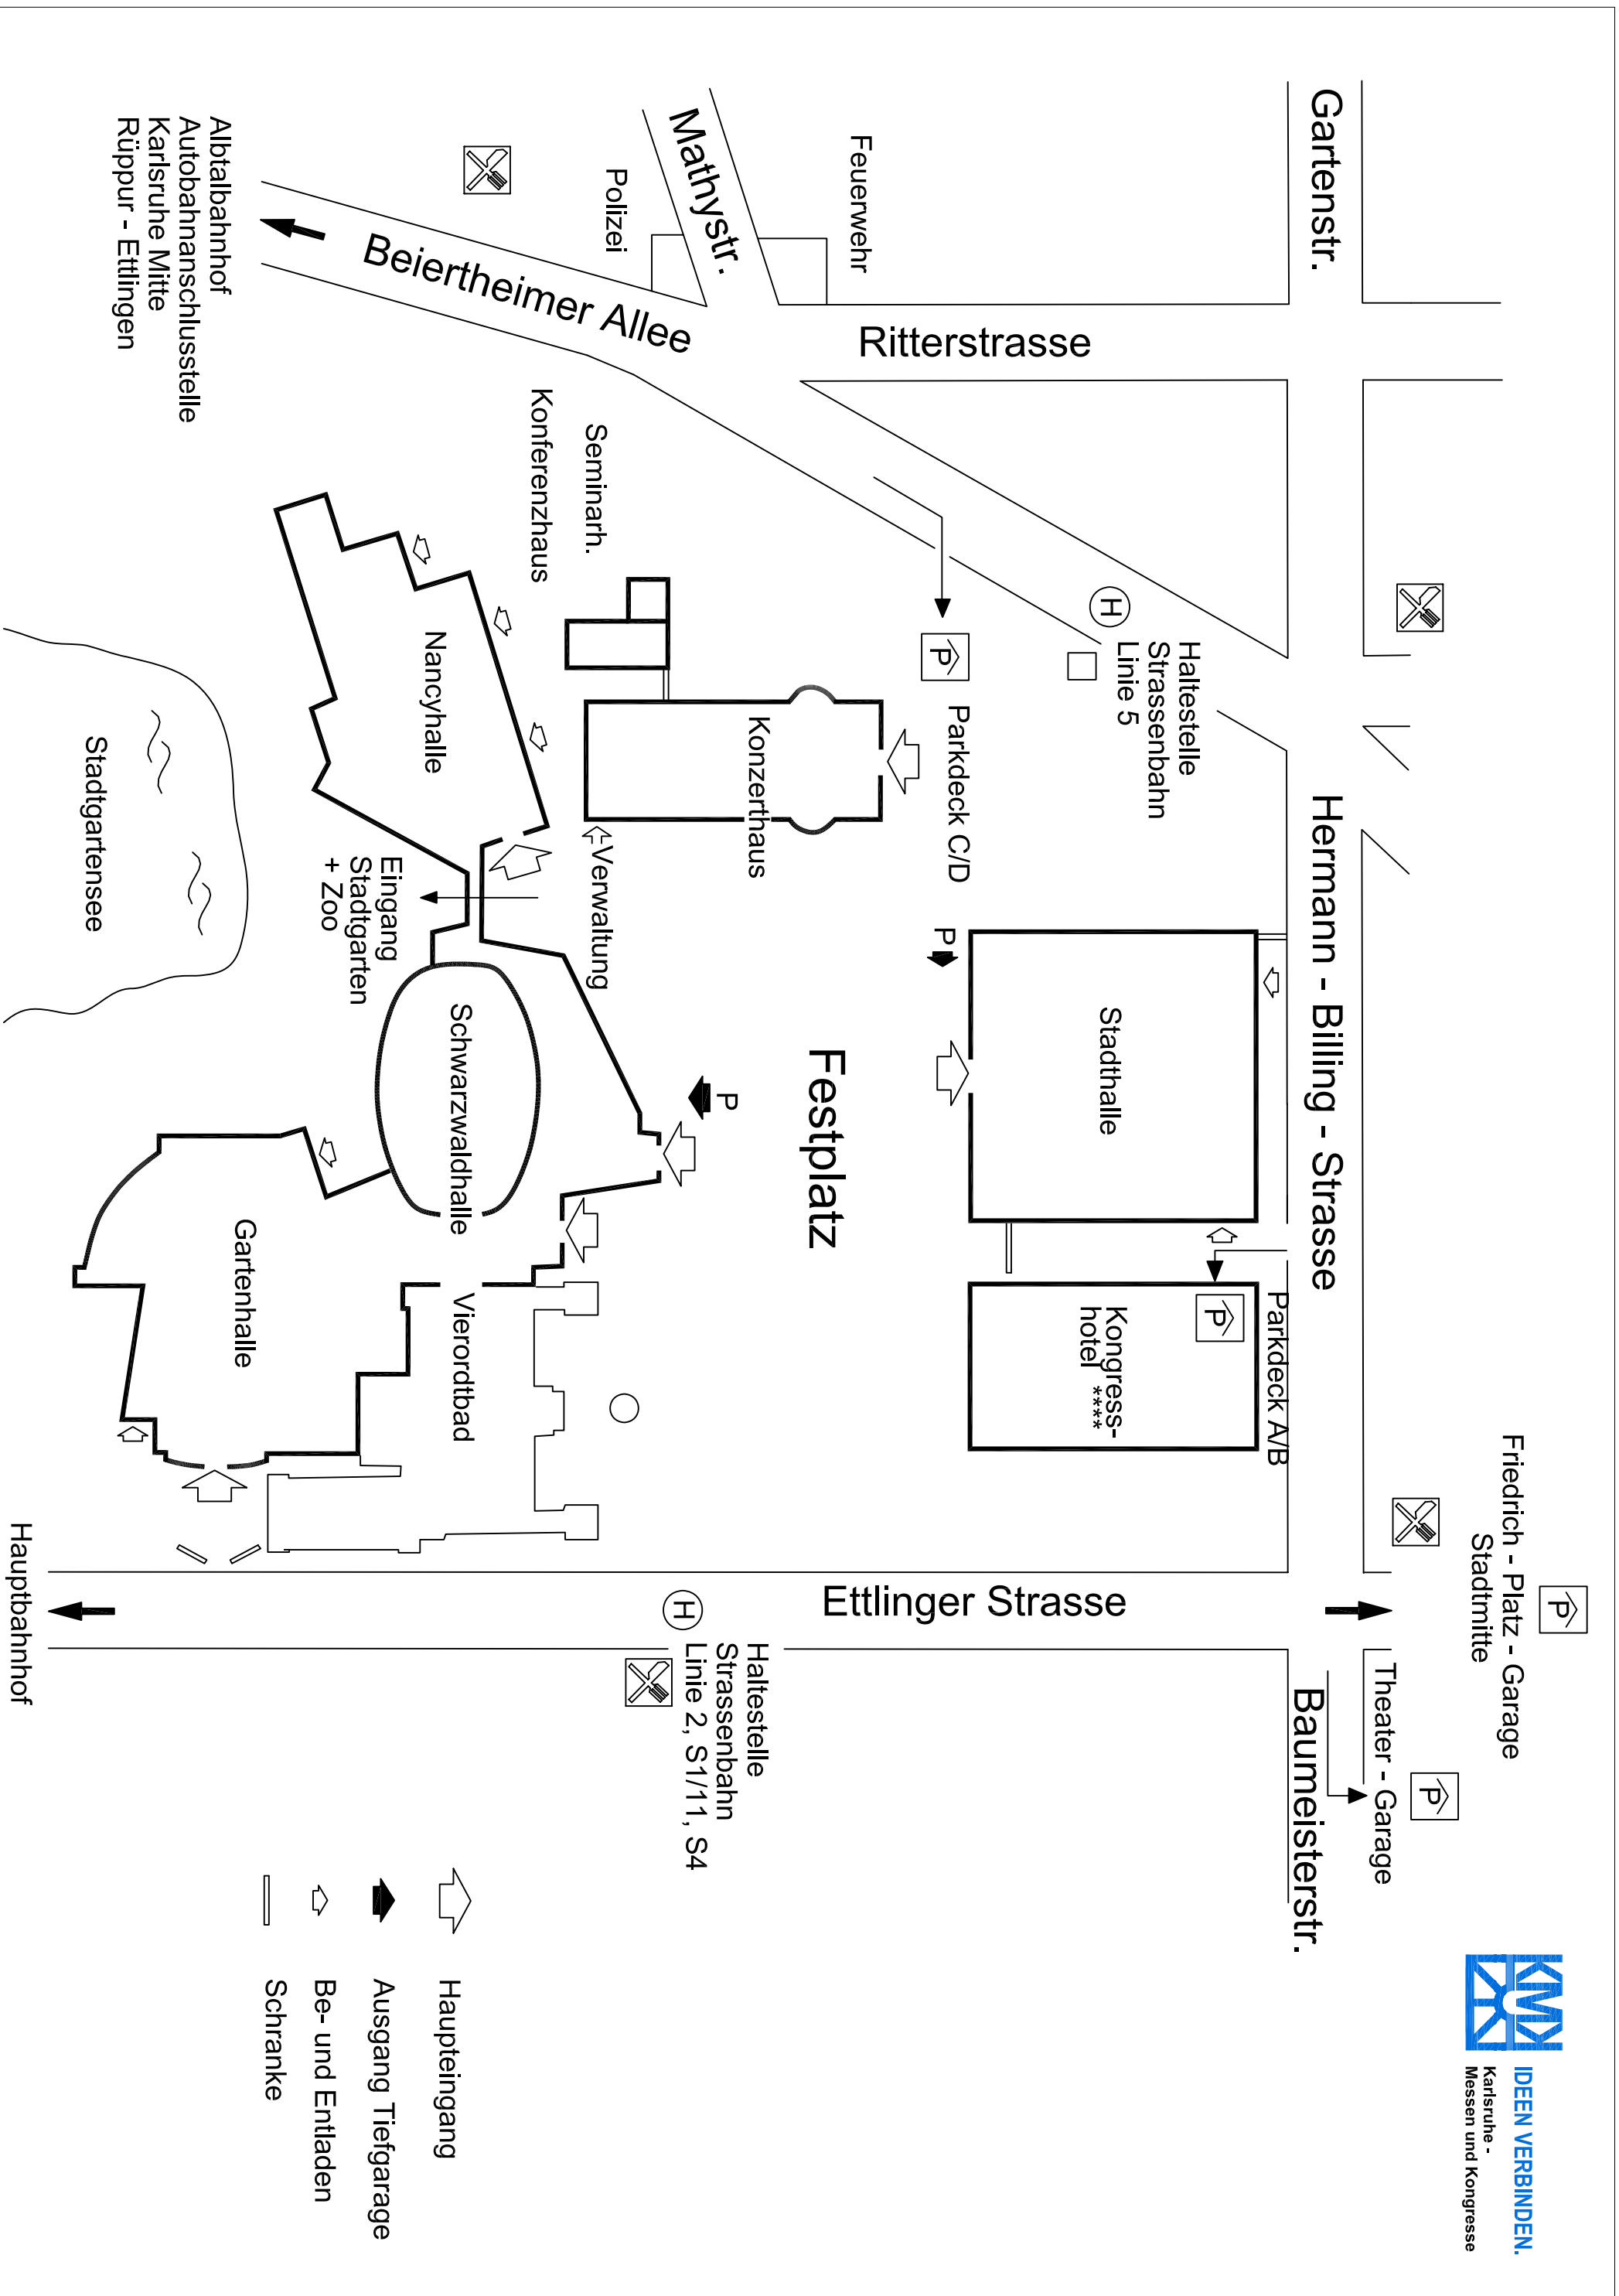 Gartenstr.
Hermann - Billing - Strasse
Baumeisterstr.
Friedrich - Platz - Garage
Stadtmitte
P
Theater - Garage
P
KMK
IDEEN VERBINDEN.
Karlsruhe -
Messen und Kongresse
Ritterstrasse
Feuerwehr
Mathystr.
Polizei
Beiertheimer Allee
Albtalbahnhof
Autobahnanschlusstelle
Karlsruhe Mitte
Rüppur - Ettlingen
H
Haltestelle
Strassenbahn
Linie 5
P
Parkdeck C/D
P
Stadthalle
Parkdeck A/B
P
Kongress-
hotel ****
Seminarh.
Konferenzhaus
Konzerthaus
Verwaltung
Festplatz
P
Nancyhalle
Eingang
Stadtgarten
+ Zoo
Schwarzwaldhalle
Vierordtbad
Gartenhalle
Stadtgartensee
Ettlinger Strasse
H
Haltestelle
Strassenbahn
Linie 2, S1/11, S4
Hauptbahnhof
Haupteingang
Ausgang Tiefgarage
Be- und Entladen
Schranke